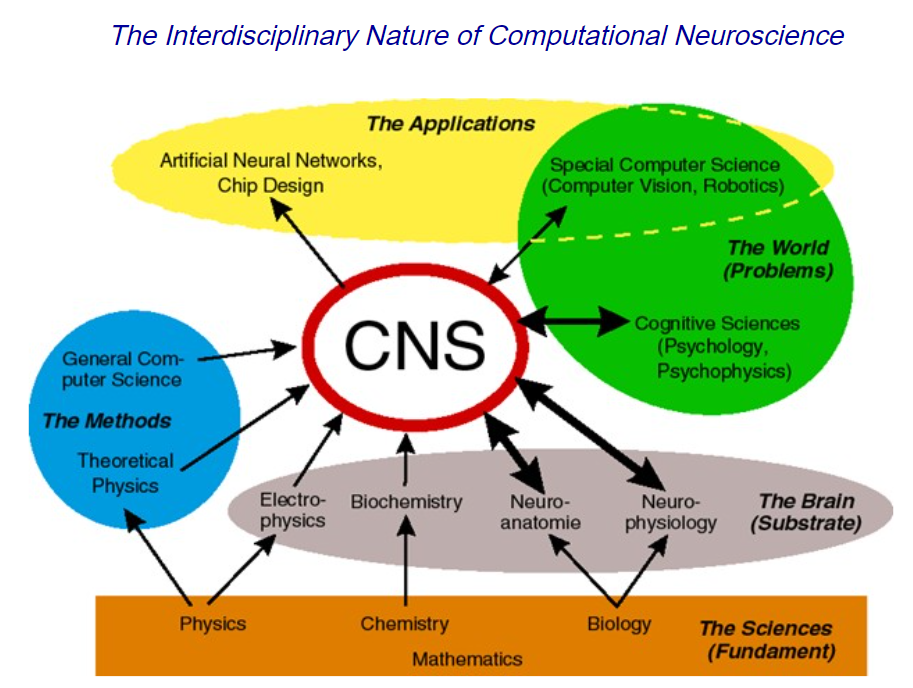 The Interdisciplinary Nature of Computational Neuroscience
The Applications
Artificial Neural Networks,
Chip Design
Special Computer Science
(Computer Vision, Robotics)
The World
(Problems)
CNS
Cognitive Sciences
(Psychology,
Psychophysics)
General Com-
puter Science
The Methods
Theoretical
Physics
Electro-
physics
Biochemistry
Neuro-
anatomie
Neuro-
physiology
The Brain
(Substrate)
Physics
Chemistry
Biology
The Sciences
(Fundament)
Mathematics